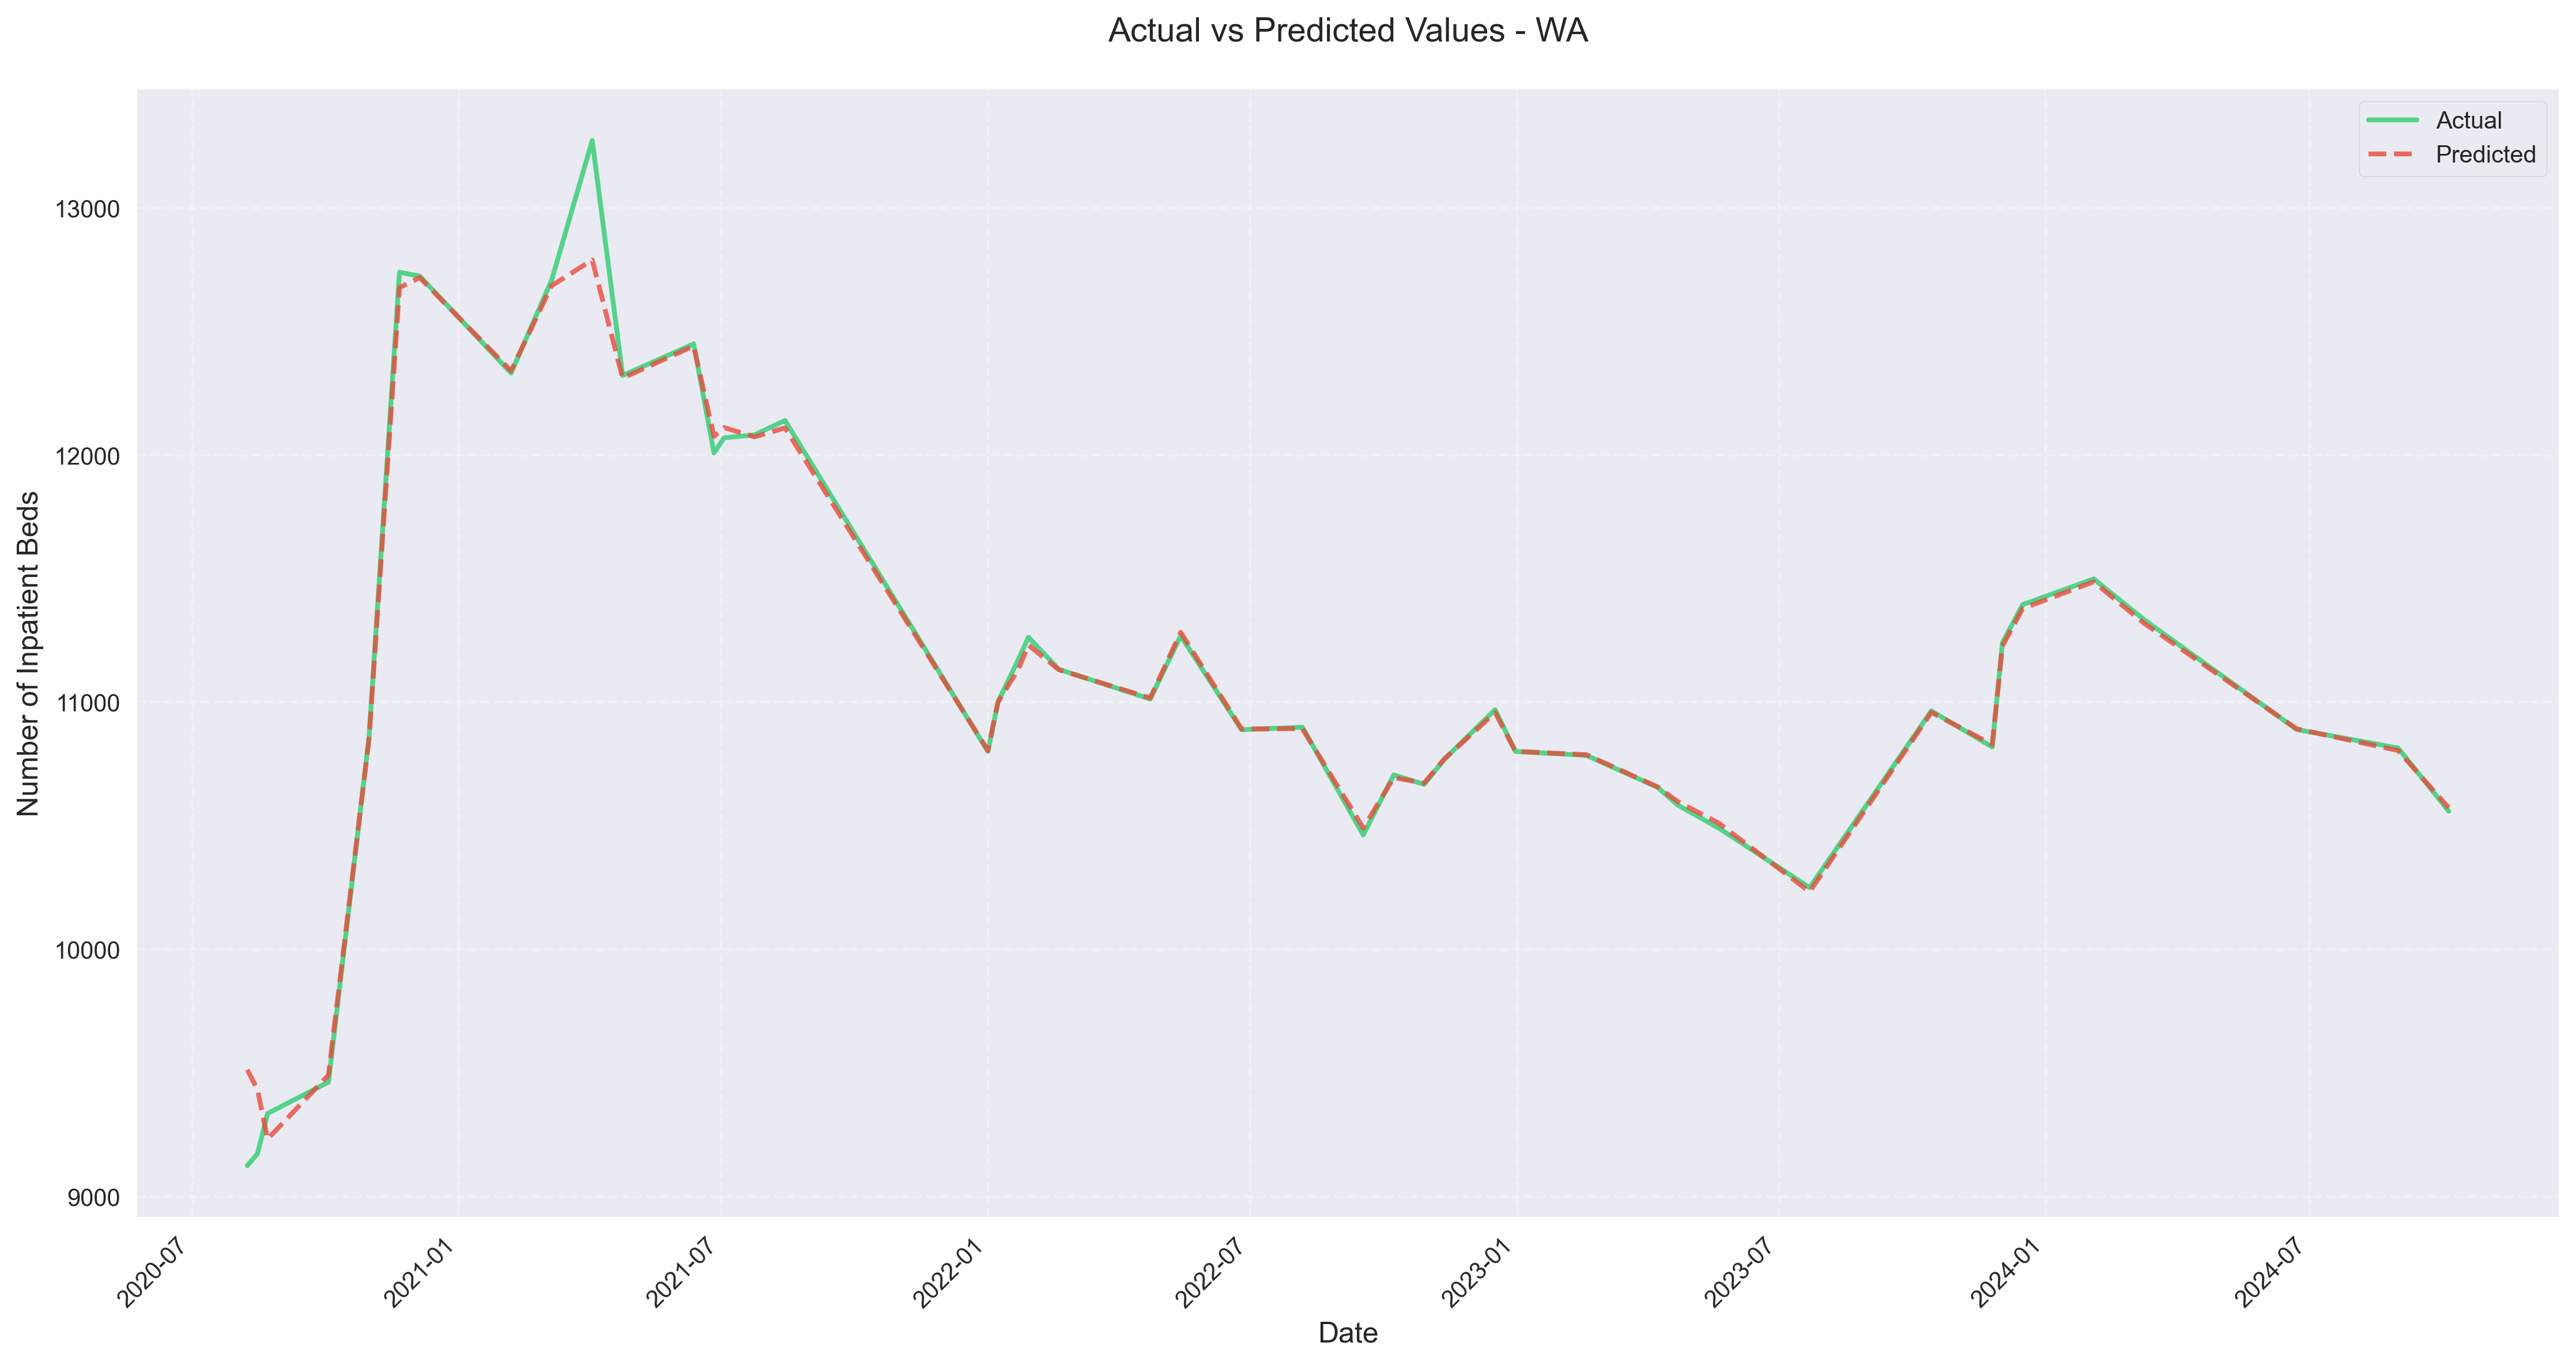 Actual vs Predicted Values - WA
Actual
Predicted
Number of Inpatient Beds
13000
12000
11000
10000
9000
2020-07
2021-01
2021-07
2022-01
2022-07
2023-01
2023-07
2024-01
2024-07
Date